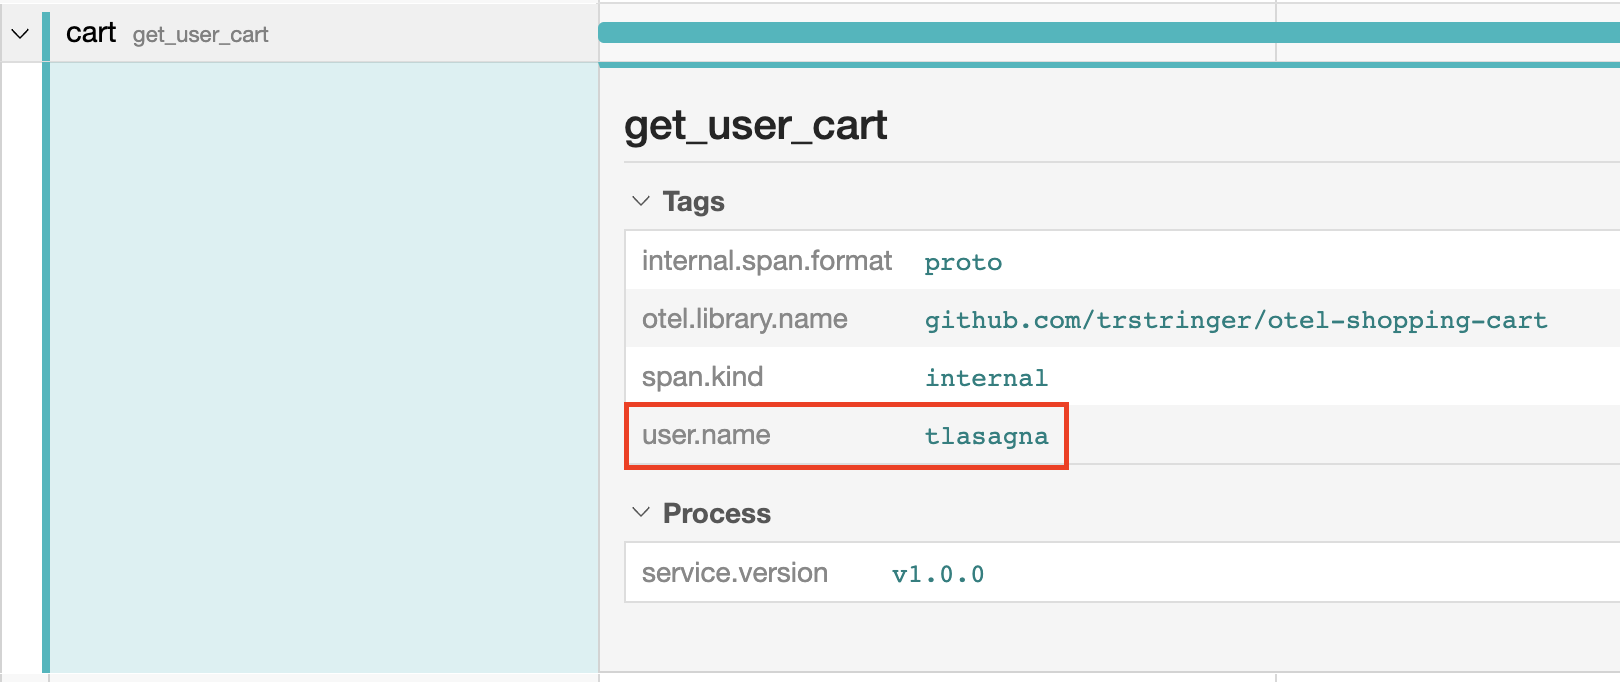 cart get_user_cart
get_user_cart
Tags
internal.span.format proto
otel.library.name github.com/trstringer/otel-shopping-cart
span.kind internal
user.name tlasagna
Process
service.version v1.0.0